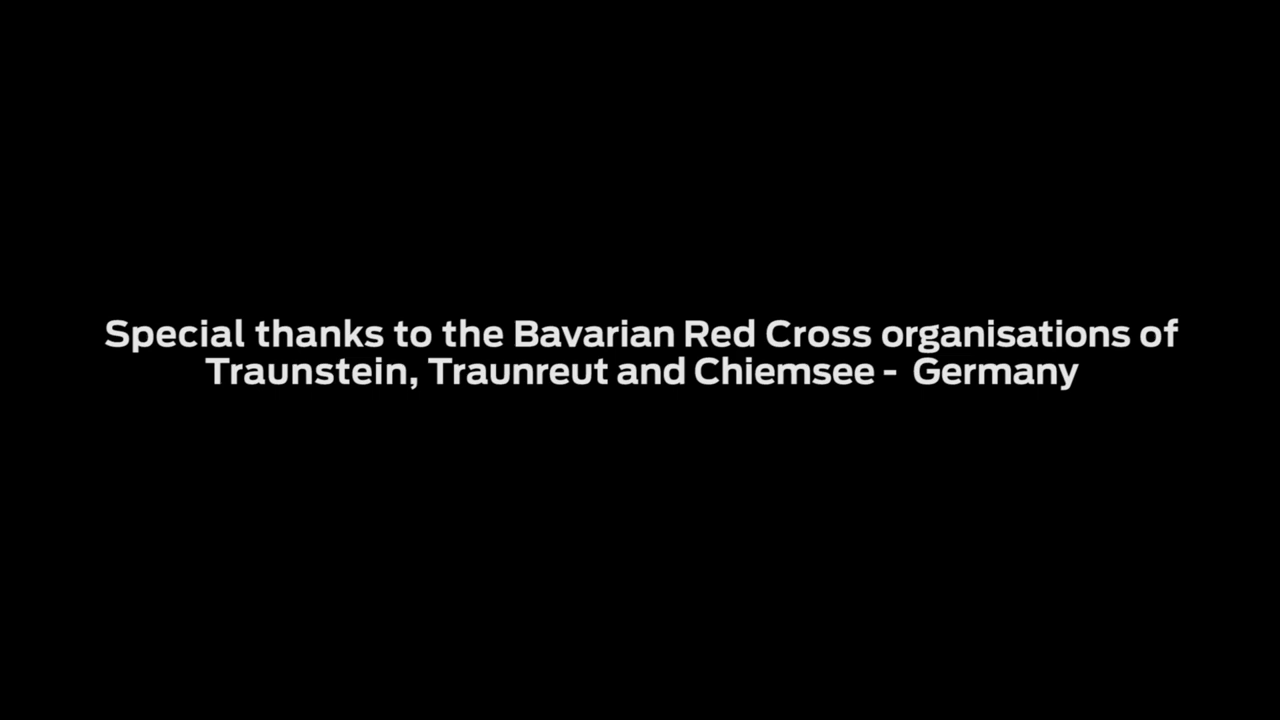 Special thanks to the Bavarian Red Cross organisations of
Traunstein, Traunreut and Chiemsee -  Germany